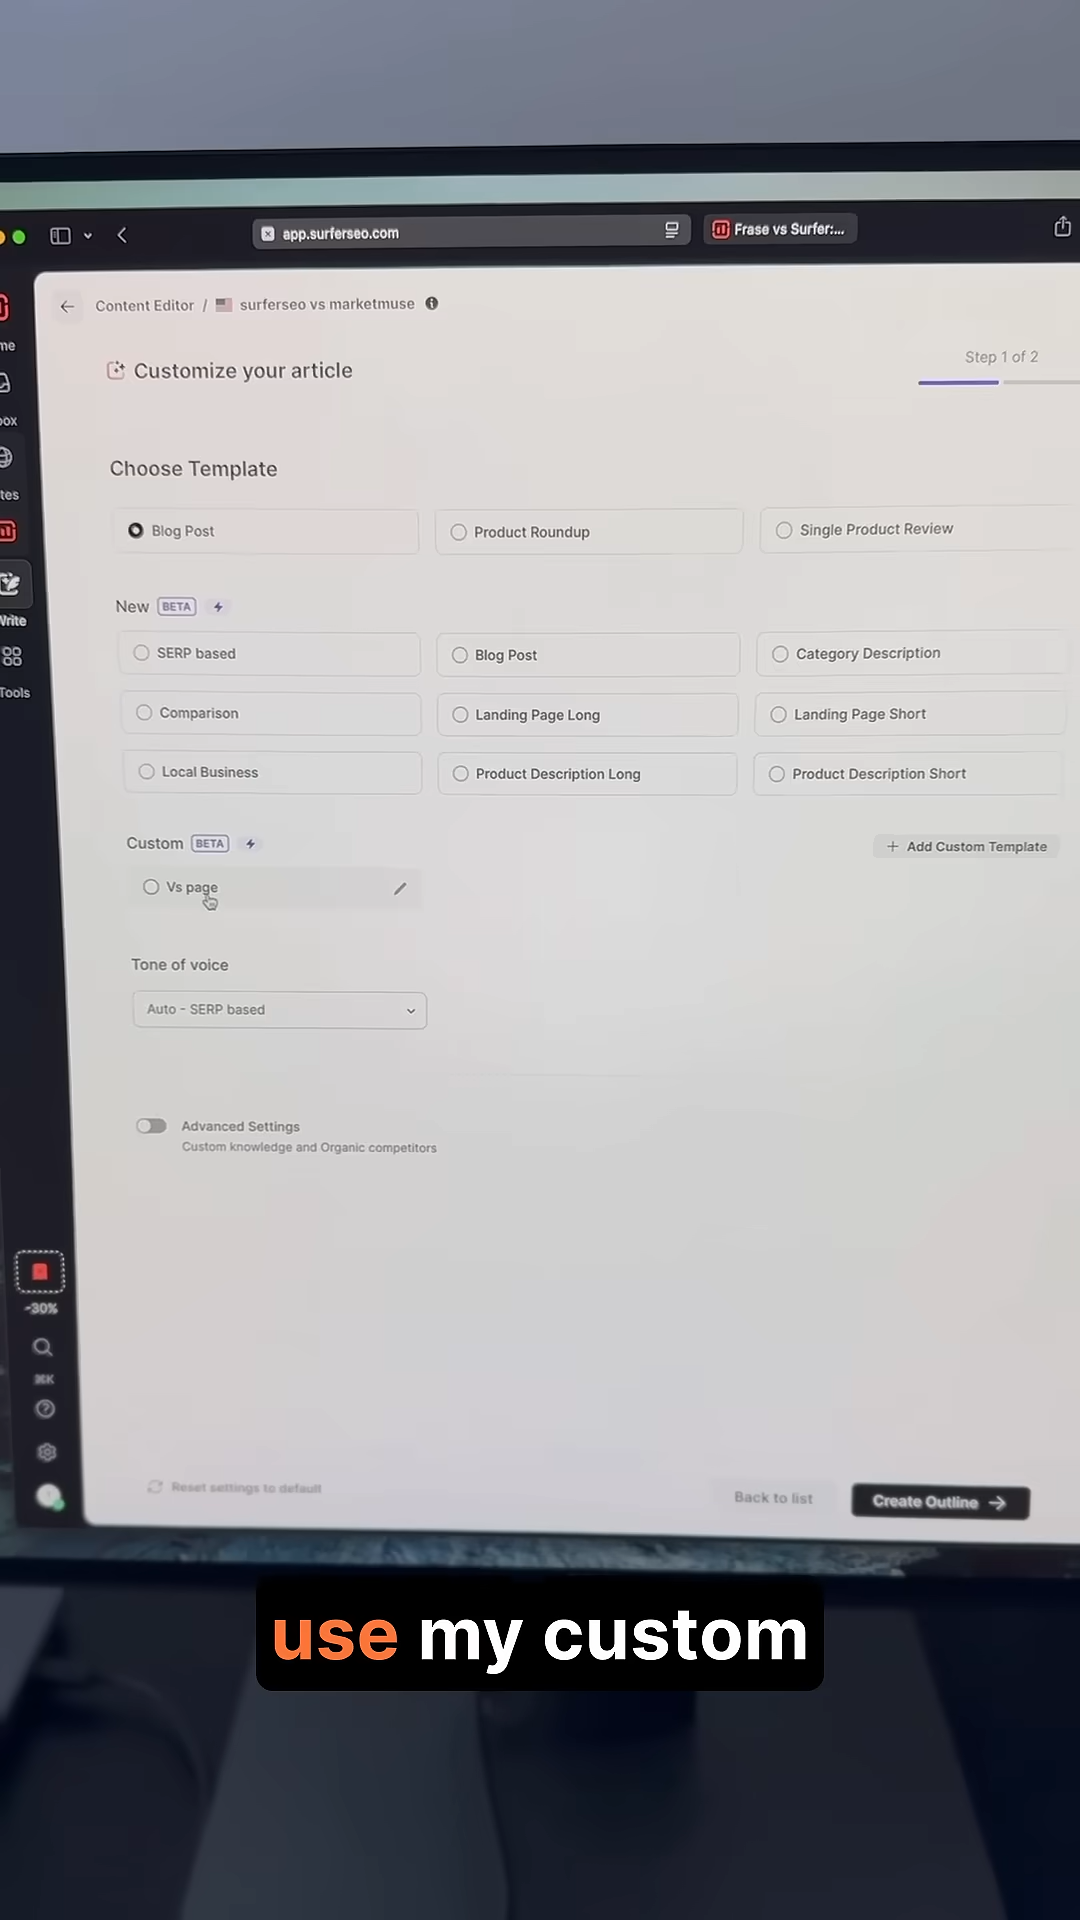 app.surferseo.com
Frase vs Surfer:...
Content Editor / surferseo vs marketmuse
Customize your article
Step 1 of 2
Choose Template
Blog Post
Product Roundup
Single Product Review
New BETA
SERP based
Blog Post
Category Description
Comparison
Landing Page Long
Landing Page Short
Local Business
Product Description Long
Product Description Short
Custom BETA
+ Add Custom Template
Vs page
Tone of voice
Auto - SERP based
Advanced Settings
Custom knowledge and Organic competitors
me
box
tes
Write
Tools
-30%
⌘K
Reset settings to default
Back to list
Create Outline →
use my custom